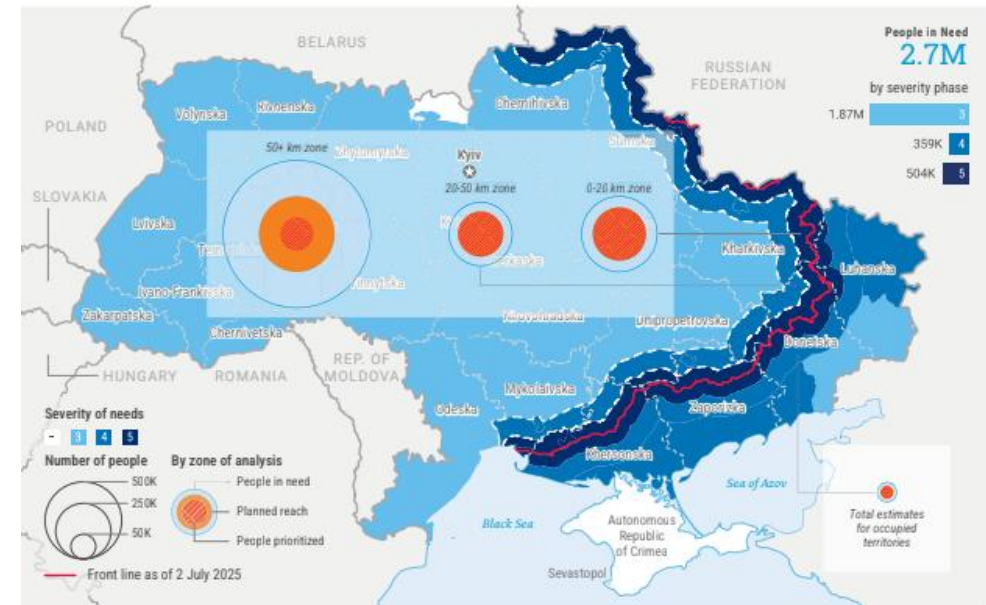 BELARUS
RUSSIAN
FEDERATION
POLAND
SLOVAKIA
HUNGARY
ROMANIA
REP. OF
MOLDOVA
People in Need
2.7M
by severity phase
1.87M 3
359K 4
504K 5
Volynska
Rivnenska
Zhytomyrska
Chernihivska
Sumska
Kyiv
50+ km zone
20-50 km zone
0-20 km zone
Lvivska
Kharkivska
Luhanska
Ivano-Frankivska
Zakarpatska
Chernivetska
Kirovohradska
Dnipropetrovska
Donetska
Mykolaivska
Odeska
Zaporizka
Khersonska
Sea of Azov
Black Sea
Autonomous
Republic
of Crimea
Sevastopol
Severity of needs
- 3 4 5
Number of people
500K
250K
50K
By zone of analysis
People in need
Planned reach
People prioritized
Front line as of 2 July 2025
Total estimates
for occupied
territories